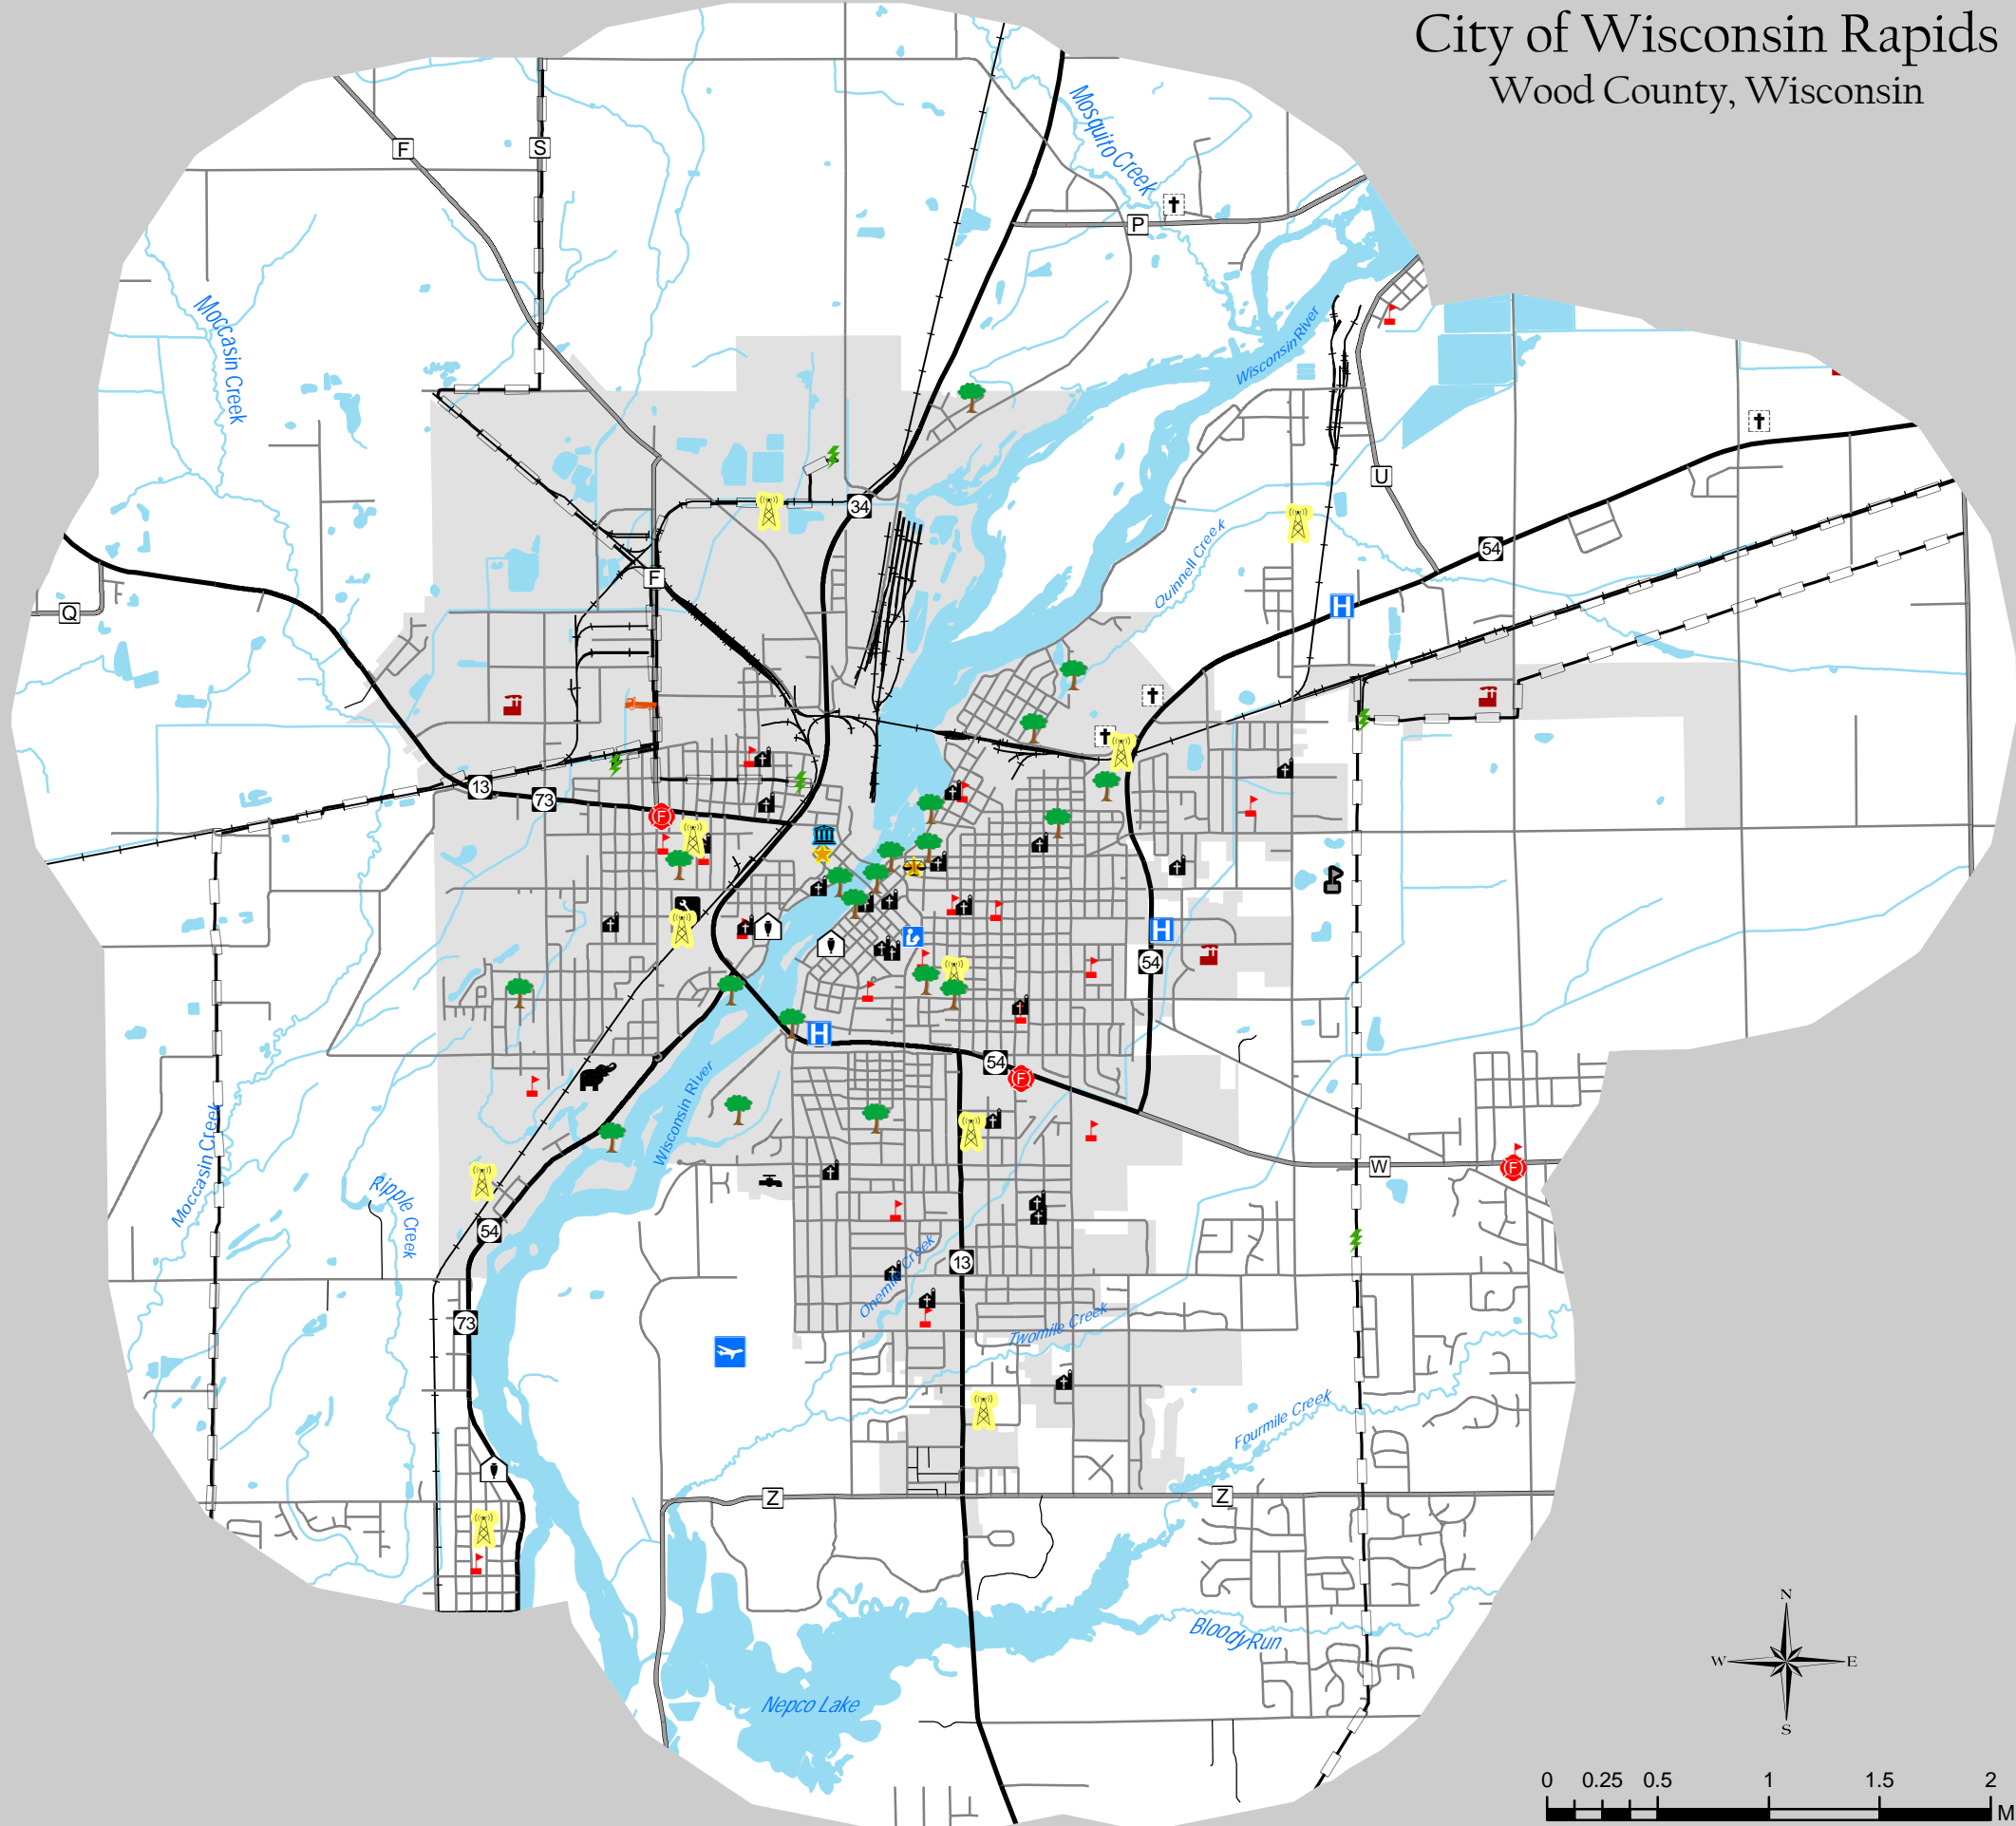 City of Wisconsin Rapids
Wood County, Wisconsin
Mosquito Creek
F
S
P
Moccasin Creek
Wisconsin River
U
34
54
Quinnell Creek
F
Q
H
13
73
F
H
54
H
54
F
Wisconsin River
Moccasin Creek
Ripple Creek
W
F
54
Onemile Creek
13
73
Twomile Creek
Fourmile Creek
Z
Z
Bloody Run
Nepco Lake
N
W
E
S
0 0.25 0.5 1 1.5 2
M